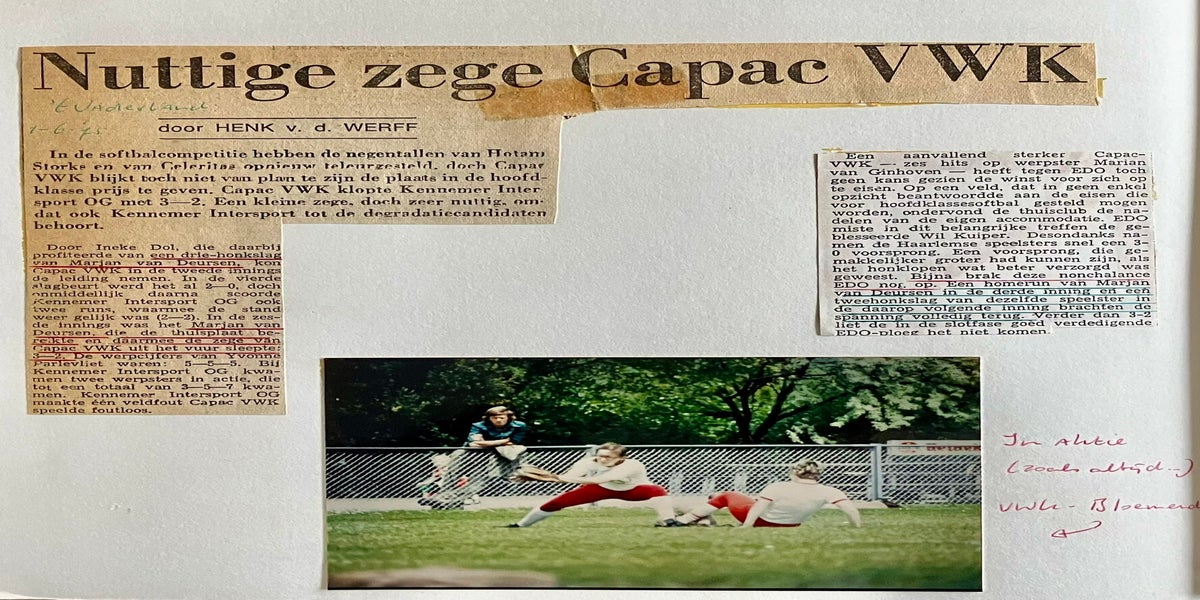 Nuttige zege Capac VWK
't Vaderland
1-6-75
door HENK v. d. WERFF
In de softbalcompetitie hebben de negentallen van Hotam
Storks en van Celeritas opnieuw teleurgesteld, doch Capac
VWK blijkt toch niet van plan te zijn de plaats in de hoofd-
klasse prijs te geven. Capac VWK klopte Kennemer Inter-
sport OG met 3—2. Een kleine zege, doch zeer nuttig, om-
dat ook Kennemer Intersport tot de degradatiecandidaten
behoort.
Door Ineke Dol, die daarbij
profiteerde van een drie-honkslag
van Marjan van Deursen, kon
Capac VWK in de tweede innings
de leiding nemen. In de vierde
slagbeurt werd het al 2—0, doch
onmiddellijk daarna scoorde
Kennemer Intersport OG ook
twee runs, waarmee de stand
weer gelijk was (2—2). In de zes-
de innings was het Marjan van
Deursen, die de thuisplaat be-
reikte en daarmee de zege van
Capac VWK uit het vuur sleepte:
3—2. De werpcijfers van Yvonne
Parlevliet waren: 5—5—5. Bij
Kennemer Intersport OG kwa-
men twee werpsters in actie, die
tot een totaal van 3—5—7 kwa-
men. Kennemer Intersport OG
maakte één veldfout Capac VWK
speelde foutloos.
Een aanvallend sterker Capac-
VWK — zes hits op werpster Marian
van Ginhoven — heeft tegen EDO toch
geen kans gezien de winst voor zich op
te eisen. Op een veld, dat in geen enkel
opzicht beantwoordde aan de eisen die
voor hoofdklassesoftbal gesteld mogen
worden, ondervond de thuisclub de na-
delen van de eigen accommodatie. EDO
miste in dit belangrijke treffen de ge-
blesseerde Wil Kuiper. Desondanks na-
men de Haarlemse speelsters snel een 3-
0 voorsprong. Een voorsprong, die ge-
makkelijker groter had kunnen zijn, als
het honklopen wat beter verzorgd was
geweest. Bijna brak deze nonchalance
EDO nog op. Een homerun van Marjan
van Deursen in de derde inning en een
tweehonkslag van dezelfde speelster in
de daarop volgende inning brachten de
spanning volledig terug. Verder dan 3-2
liet de in de slotfase goed verdedigende
EDO-ploeg het niet komen.
In Aktie
(zoals altijd..)
VWK - Bloemend